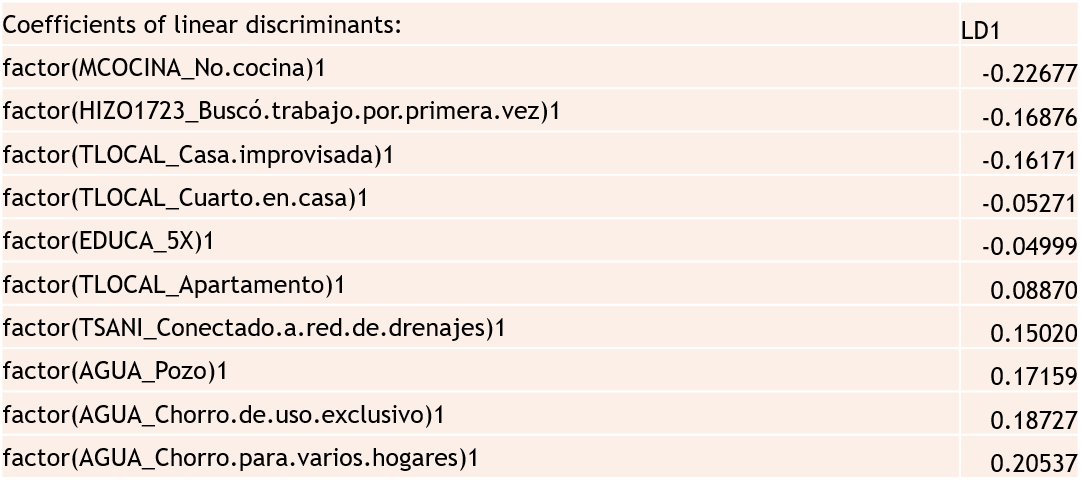 Coefficients of linear discriminants: LD1
factor(MCOCINA_No.cocina)1 -0.22677
factor(HIZO1723_Buscó.trabajo.por.primera.vez)1 -0.16876
factor(TLOCAL_Casa.improvisada)1 -0.16171
factor(TLOCAL_Cuarto.en.casa)1 -0.05271
factor(EDUCA_5X)1 -0.04999
factor(TLOCAL_Apartamento)1 0.08870
factor(TSANI_Conectado.a.red.de.drenajes)1 0.15020
factor(AGUA_Pozo)1 0.17159
factor(AGUA_Chorro.de.uso.exclusivo)1 0.18727
factor(AGUA_Chorro.para.varios.hogares)1 0.20537